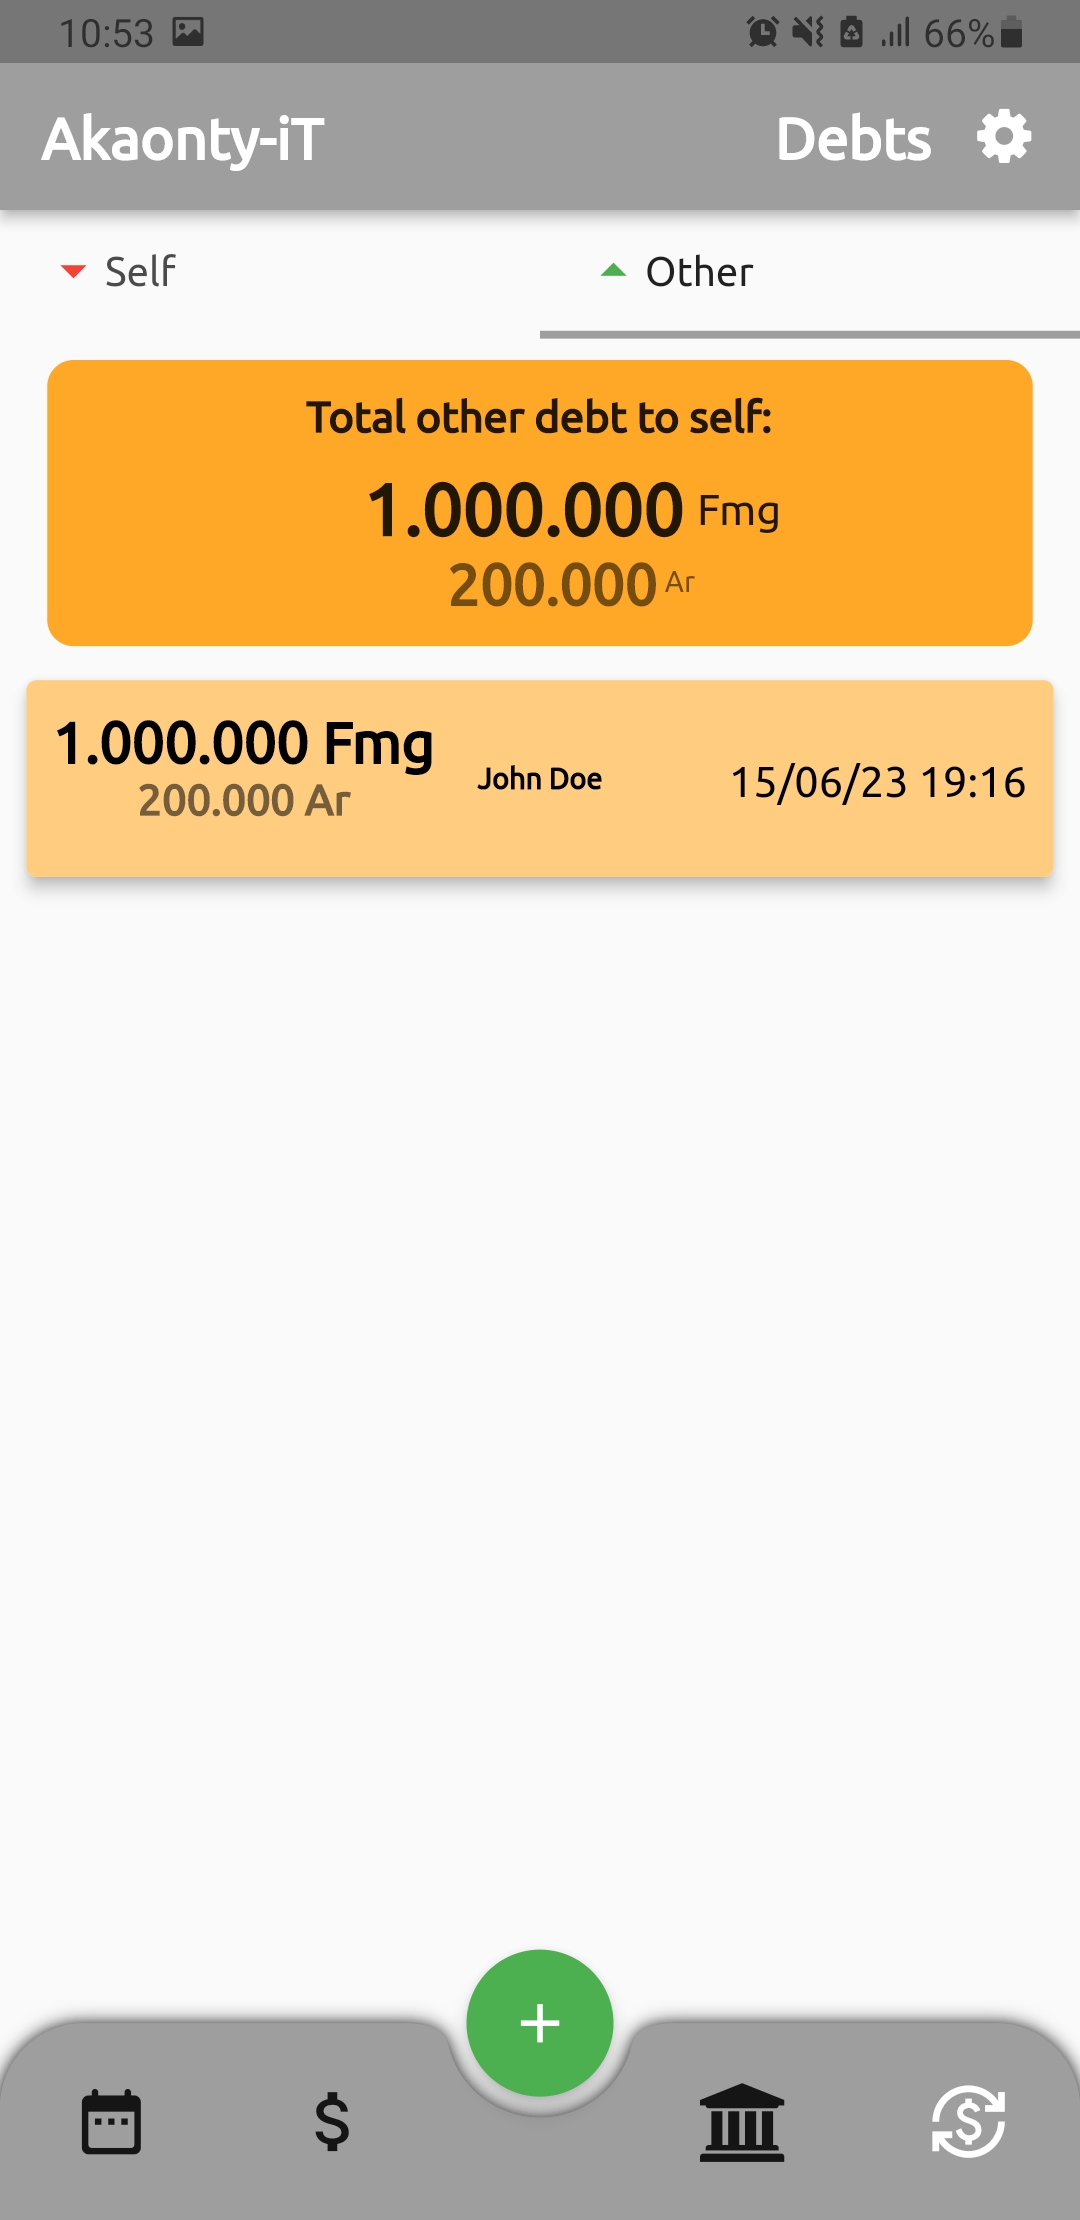 10:53 66%
Akaonty-iT Debts
Self Other
Total other debt to self:
1.000.000 Fmg
200.000 Ar
1.000.000 Fmg
200.000 Ar
John Doe
15/06/23 19:16